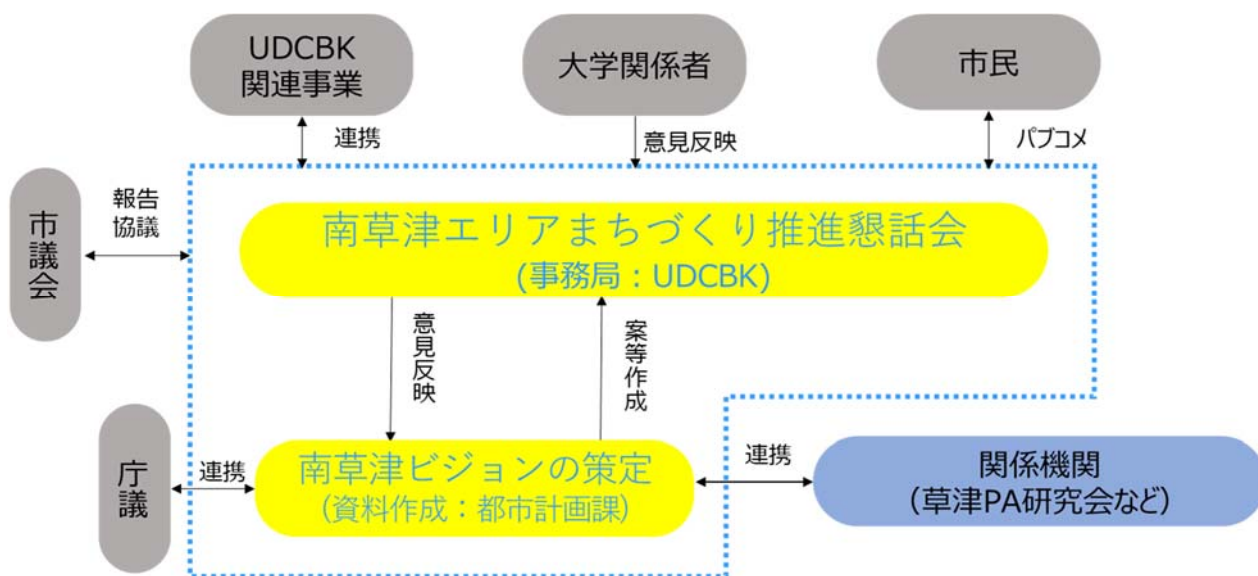 UDCBK
関連事業
大学関係者
市民
連携
意見反映
パブコメ
市議会
報告
協議
南草津エリアまちづくり推進懇話会
(事務局：UDCBK)
意見反映
案等作成
庁議
連携
南草津ビジョンの策定
(資料作成：都市計画課)
連携
関係機関
(草津PA研究会など)